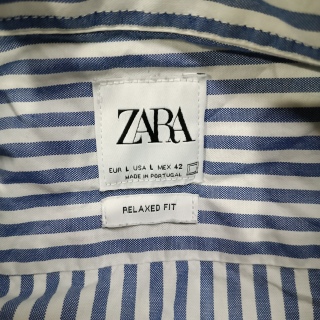 ZARA
EUR L USA L MEX 42
MADE IN PORTUGAL
RELAXED FIT